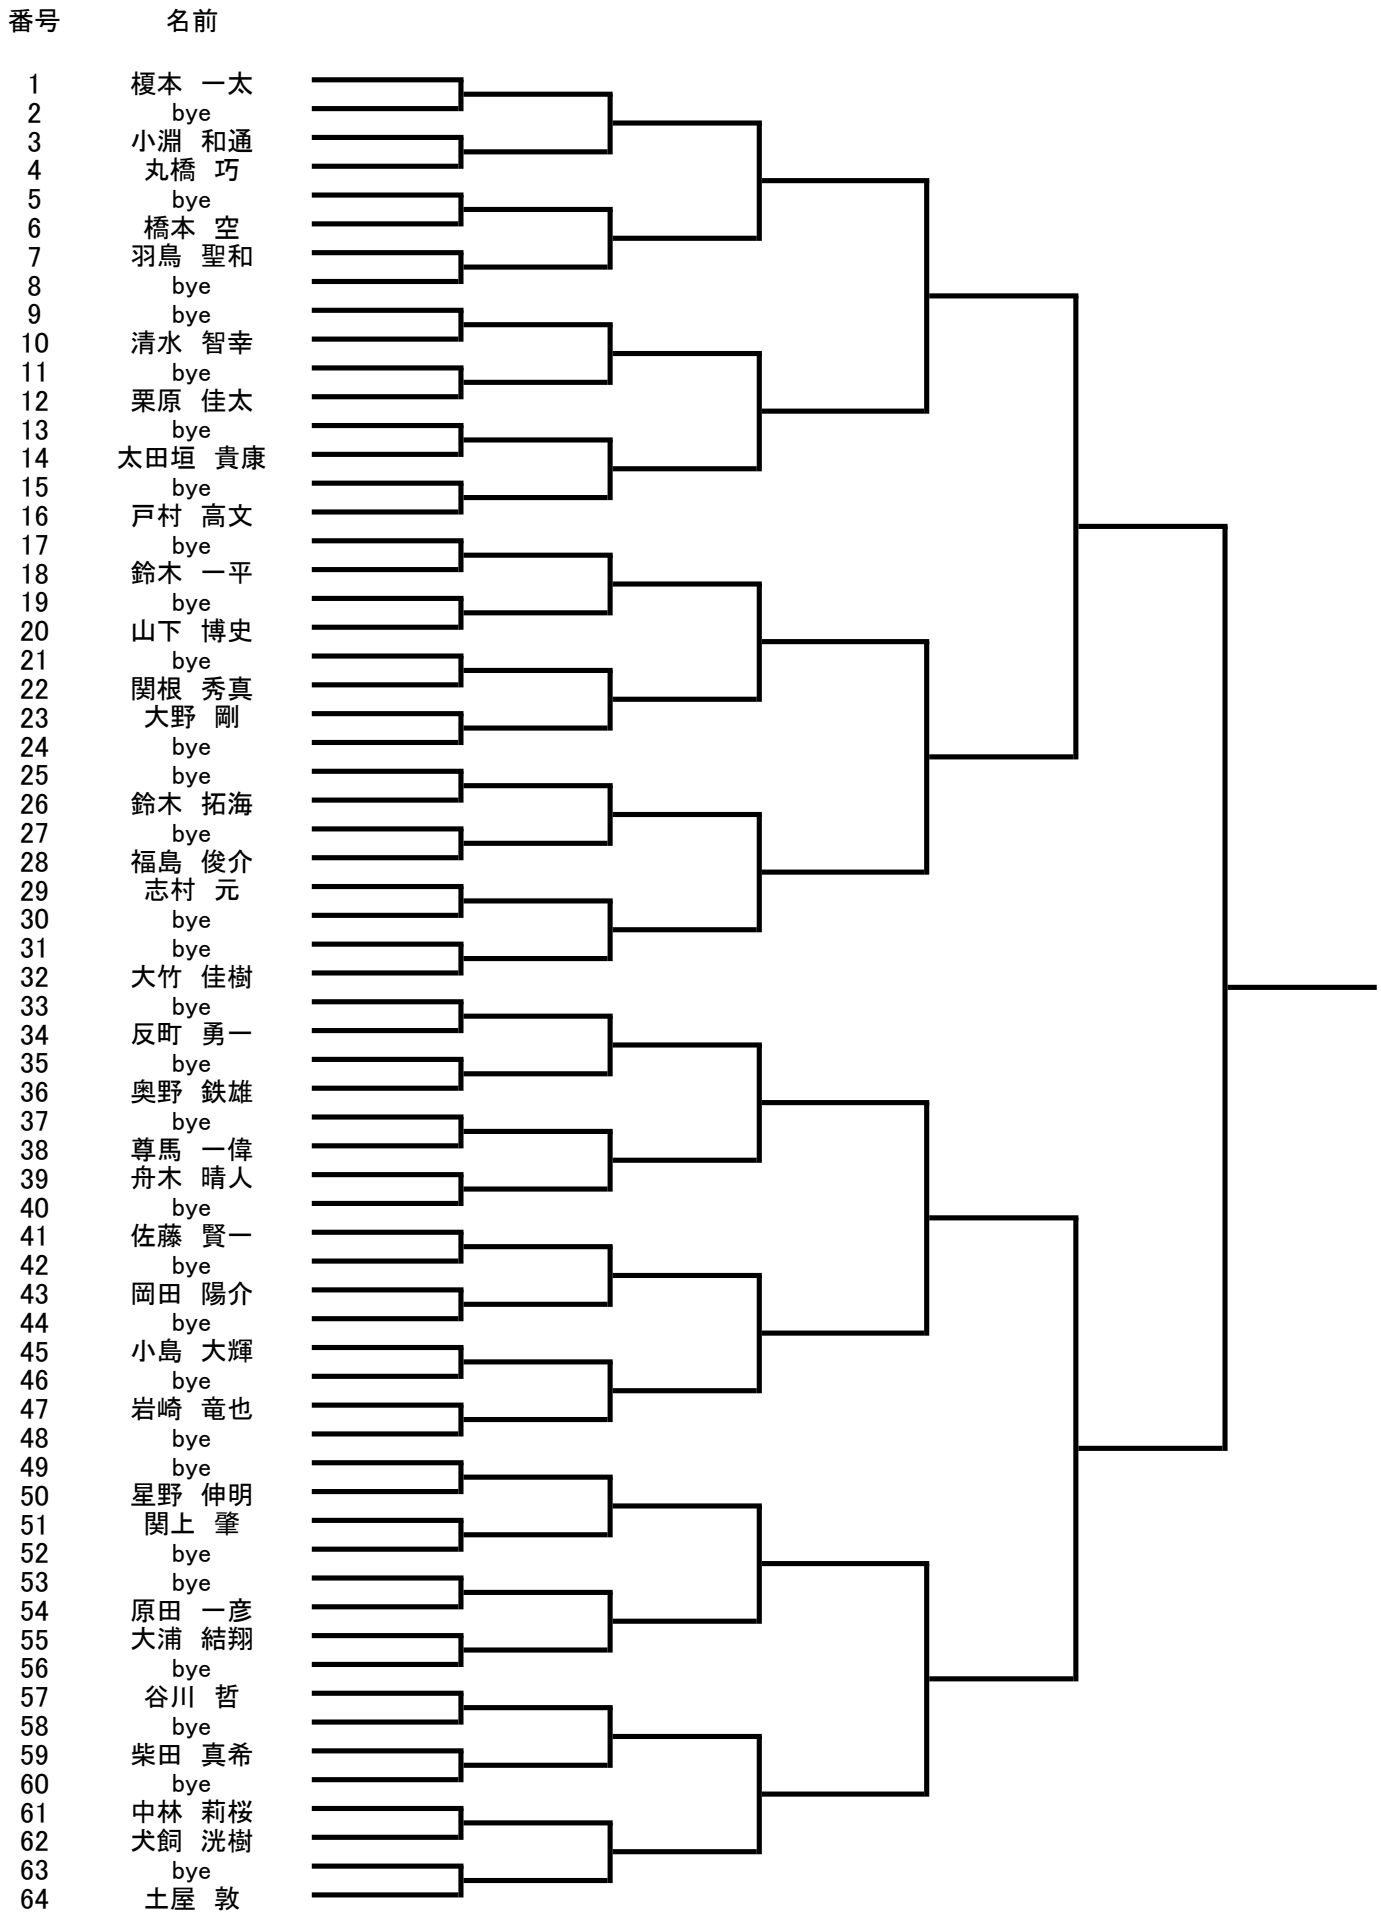 番号 名前
1 榎本 一太
2 bye
3 小淵 和通
4 丸橋 巧
5 bye
6 橋本 空
7 羽鳥 聖和
8 bye
9 bye
10 清水 智幸
11 bye
12 栗原 佳太
13 bye
14 太田垣 貴康
15 bye
16 戸村 高文
17 bye
18 鈴木 一平
19 bye
20 山下 博史
21 bye
22 関根 秀真
23 大野 剛
24 bye
25 bye
26 鈴木 拓海
27 bye
28 福島 俊介
29 志村 元
30 bye
31 bye
32 大竹 佳樹
33 bye
34 反町 勇一
35 bye
36 奥野 鉄雄
37 bye
38 尊馬 一偉
39 舟木 晴人
40 bye
41 佐藤 賢一
42 bye
43 岡田 陽介
44 bye
45 小島 大輝
46 bye
47 岩崎 竜也
48 bye
49 bye
50 星野 伸明
51 関上 肇
52 bye
53 bye
54 原田 一彦
55 大浦 結翔
56 bye
57 谷川 哲
58 bye
59 柴田 真希
60 bye
61 中林 莉桜
62 犬飼 洸樹
63 bye
64 土屋 敦